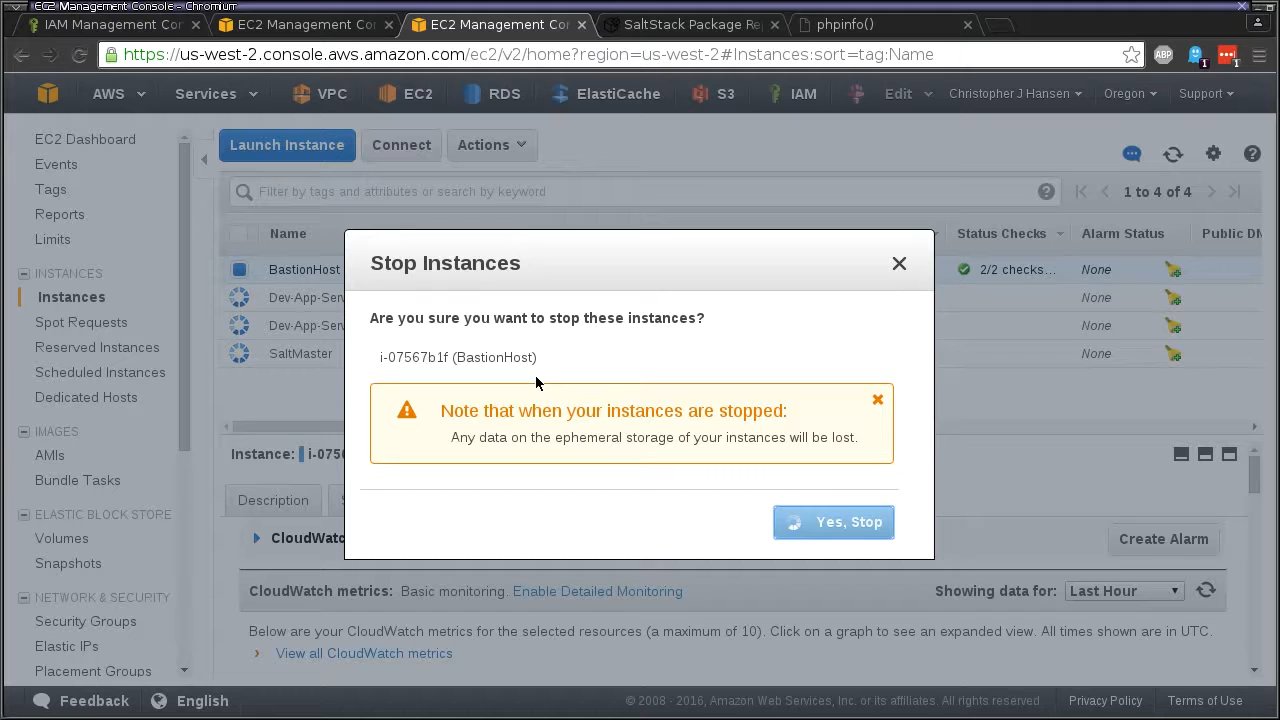 EC2 Management Console - Chromium
IAM Management Con
EC2 Management Con
EC2 Management Con
SaltStack Package Re
phpinfo()
https://us-west-2.console.aws.amazon.com/ec2/v2/home?region=us-west-2#Instances:sort=tag:Name
ABP
1
1
AWS
Services
VPC
EC2
RDS
ElastiCache
S3
IAM
Edit
Christopher J Hansen
Oregon
Support
EC2 Dashboard
Events
Tags
Reports
Limits
INSTANCES
Instances
Spot Requests
Reserved Instances
Scheduled Instances
Dedicated Hosts
IMAGES
AMIs
Bundle Tasks
ELASTIC BLOCK STORE
Volumes
Snapshots
NETWORK & SECURITY
Security Groups
Elastic IPs
Placement Groups
Launch Instance
Connect
Actions
Filter by tags and attributes or search by keyword
1 to 4 of 4
Name
Status Checks
Alarm Status
Public DN
BastionHost
2/2 checks...
None
Dev-App-Serv
None
Dev-App-Serv
None
SaltMaster
None
Stop Instances
Are you sure you want to stop these instances?
i-07567b1f (BastionHost)
Note that when your instances are stopped:
Any data on the ephemeral storage of your instances will be lost.
Yes, Stop
Instance:
i-0756
Description
S
CloudWatc
Create Alarm
CloudWatch metrics: Basic monitoring. Enable Detailed Monitoring
Showing data for:
Last Hour
Below are your CloudWatch metrics for the selected resources (a maximum of 10). Click on a graph to see an expanded view. All times shown are in UTC.
View all CloudWatch metrics
Feedback
English
© 2008 - 2016, Amazon Web Services, Inc. or its affiliates. All rights reserved
Privacy Policy
Terms of Use